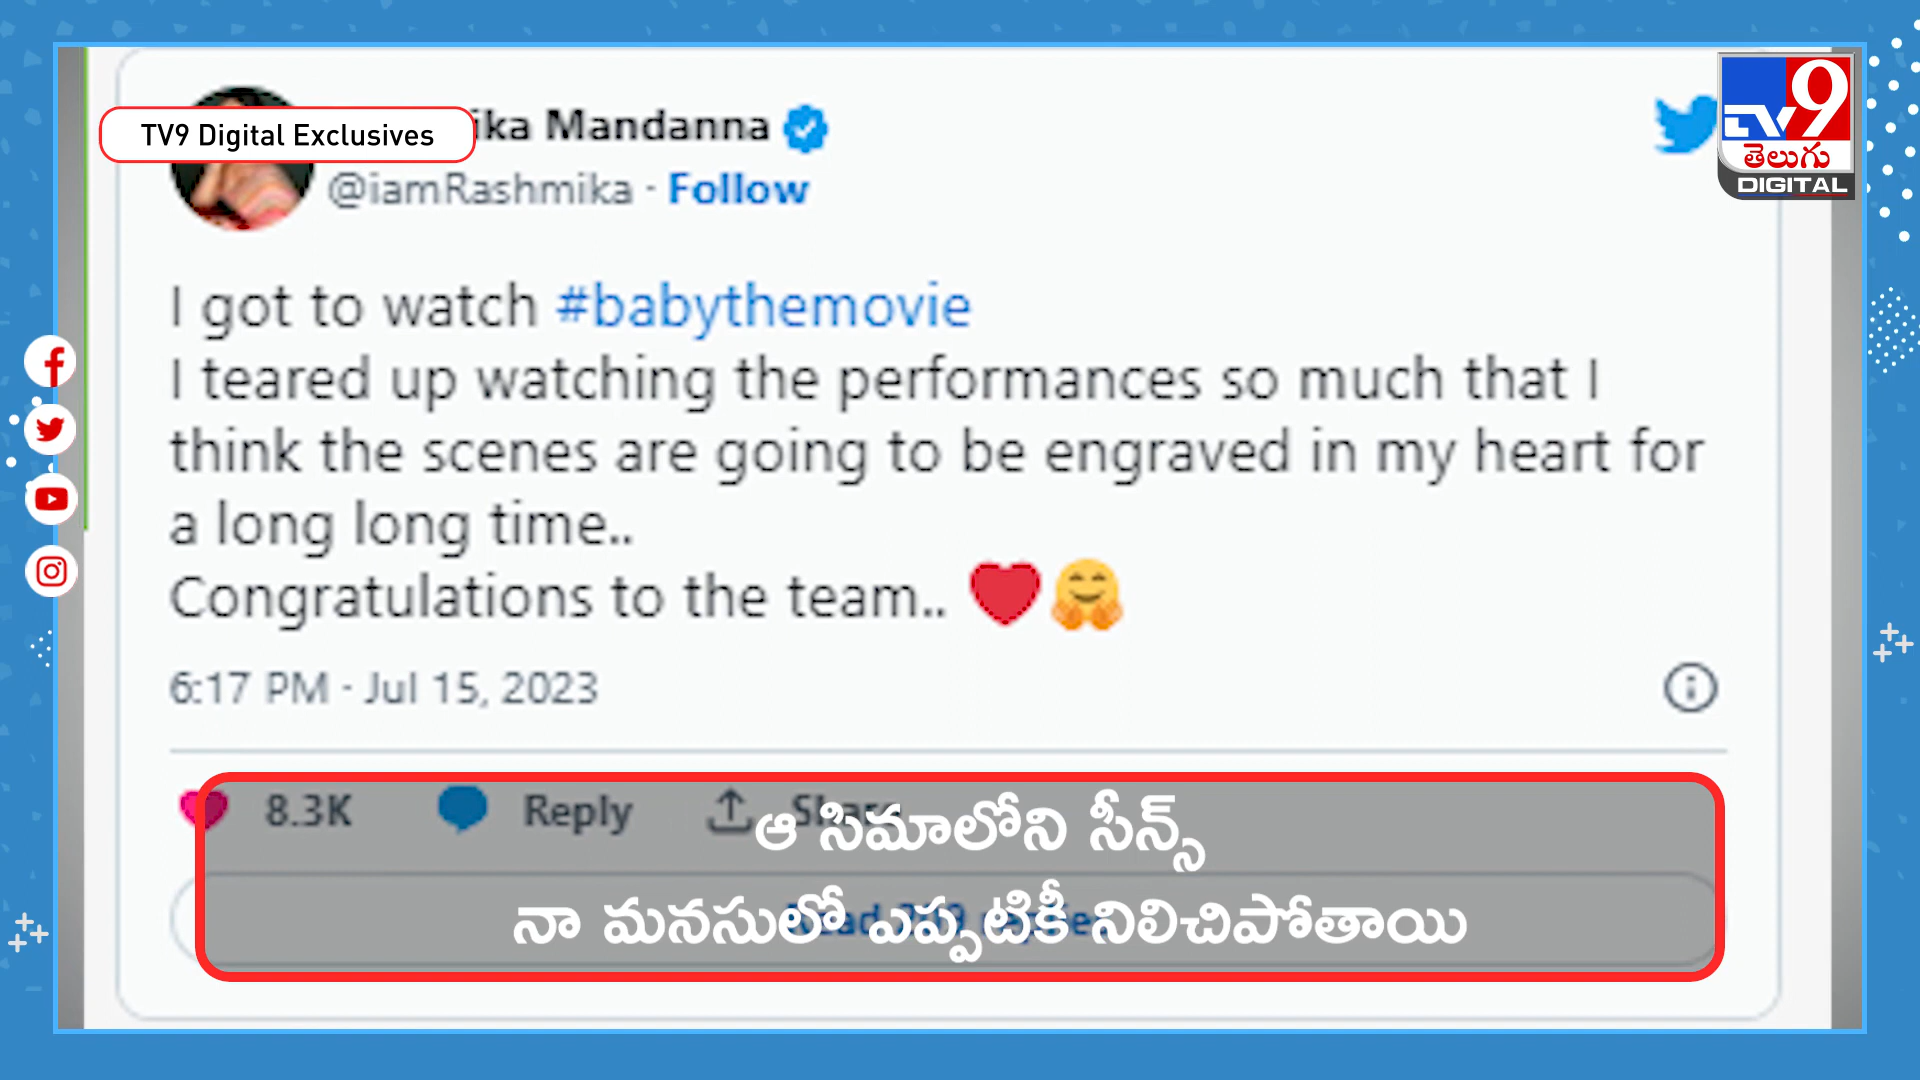 TV9 Digital Exclusives
ika Mandanna
@iamRashmika · Follow
TV9
తెలుగు
DIGITAL
I got to watch #babythemovie
I teared up watching the performances so much that I
think the scenes are going to be engraved in my heart for
a long long time..
Congratulations to the team.. ❤️🤗
6:17 PM · Jul 15, 2023
8.3K Reply Share
ఆ సిమాలోని సీన్స్
నా మనసులో ఎప్పటికీ నిలిచిపోతాయి